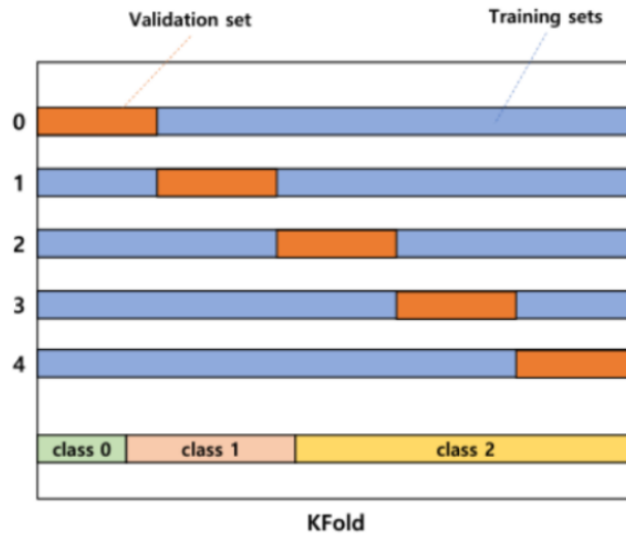 Validation set
Training sets
0
1
2
3
4
class 0
class 1
class 2
KFold